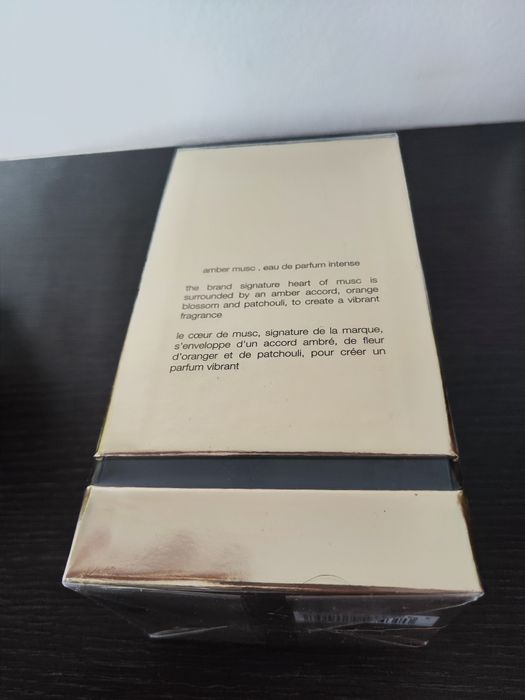 amber musc . eau de parfum intense
the brand signature heart of musc is
surrounded by an amber accord, orange
blossom and patchouli, to create a vibrant
fragrance
le cœur de musc, signature de la marque,
s'enveloppe d'un accord ambré, de fleur
d'oranger et de patchouli, pour créer un
parfum vibrant